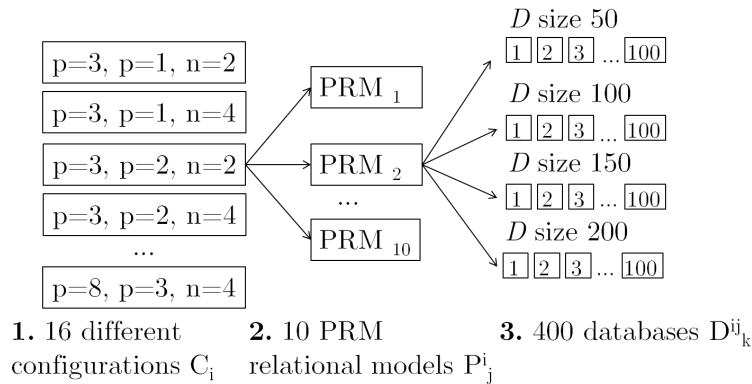 p=3, p=1, n=2
p=3, p=1, n=4
p=3, p=2, n=2
p=3, p=2, n=4
...
p=8, p=3, n=4
PRM 1
PRM 2
...
PRM 10
D size 50
1 2 3 ... 100
D size 100
1 2 3 ... 100
D size 150
1 2 3 ... 100
D size 200
1 2 3 ... 100
1. 16 different
configurations Ci
2. 10 PRM
relational models Pij
3. 400 databases Dijk